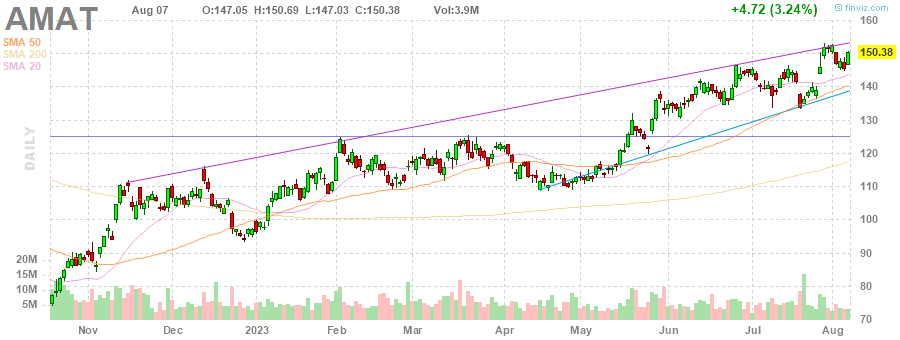 AMAT
Aug 07 O:147.05 H:150.69 L:147.03 C:150.38 Vol:3.9M +4.72 (3.24%)
© finviz.com
SMA 50
SMA 200
SMA 20
DAILY
160
150.38
140
130
120
110
100
90
80
70
20M
15M
10M
5M
Nov Dec 2023 Feb Mar Apr May Jun Jul Aug